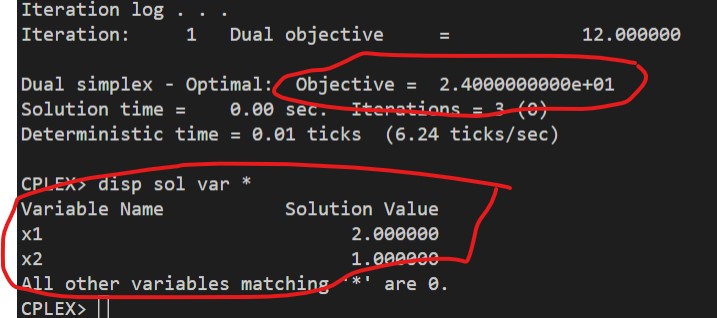 Iteration log . . .
Iteration:     1   Dual objective     =     12.000000
Dual simplex - Optimal:  Objective =  2.4000000000e+01
Solution time =    0.00 sec.  Iterations = 3 (0)
Deterministic time = 0.01 ticks  (6.24 ticks/sec)
CPLEX> disp sol var *
Variable Name           Solution Value
x1                            2.000000
x2                            1.000000
All other variables matching '*' are 0.
CPLEX>